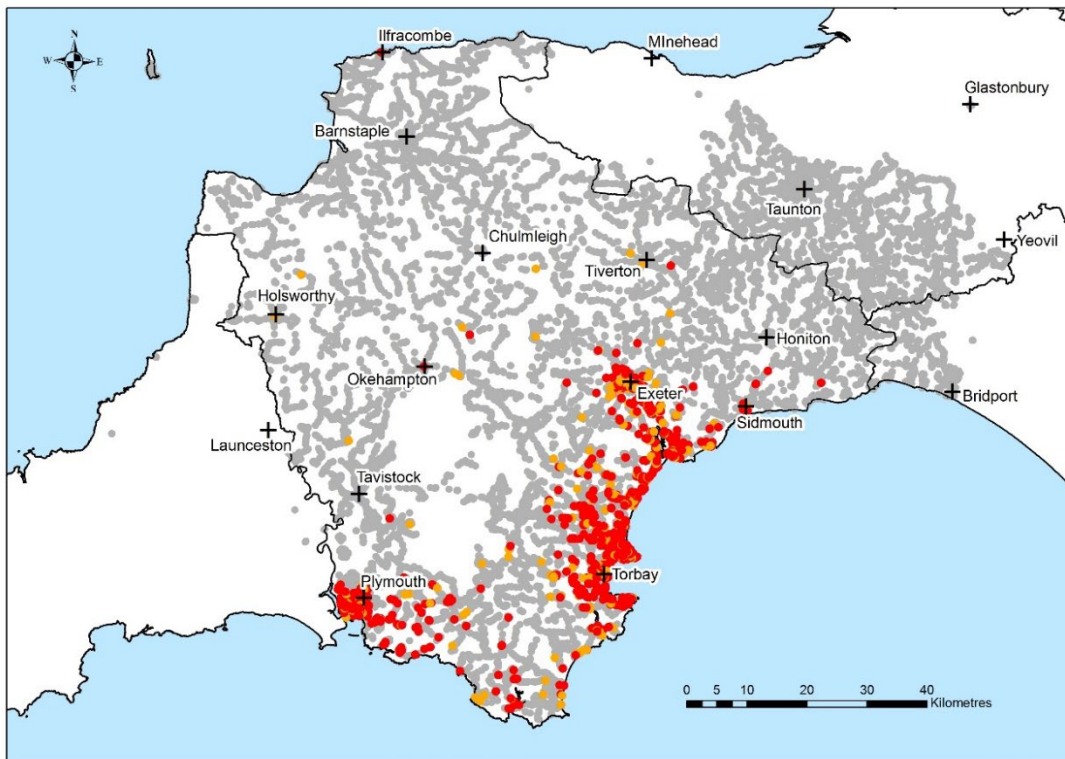 Ilfracombe
MInehead
N
W E
S
Glastonbury
Barnstaple
Taunton
Chulmleigh
Yeovil
Tiverton
Holsworthy
Honiton
Okehampton
Exeter
Bridport
Sidmouth
Launceston
Tavistock
Torbay
Plymouth
0 5 10 20 30 40
Kilometres